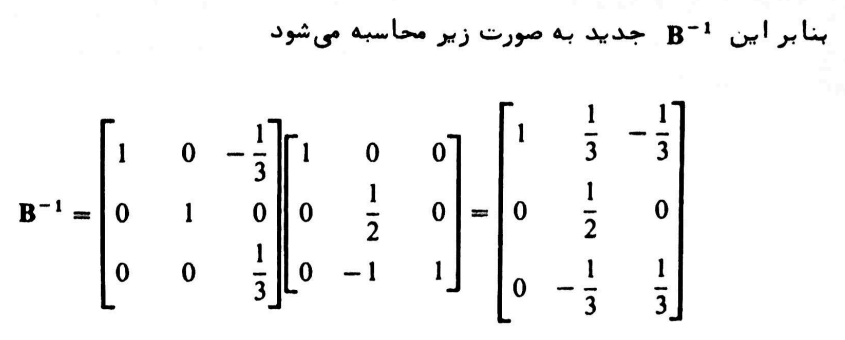 بنابر این B⁻¹ جدید به صورت زیر محاسبه می‌شود
B⁻¹ = [1 0 −1/3; 0 1 0; 0 0 1/3] [1 0 0; 0 1/2 0; 0 −1 1] = [1 1/3 −1/3; 0 1/2 0; 0 −1/3 1/3]